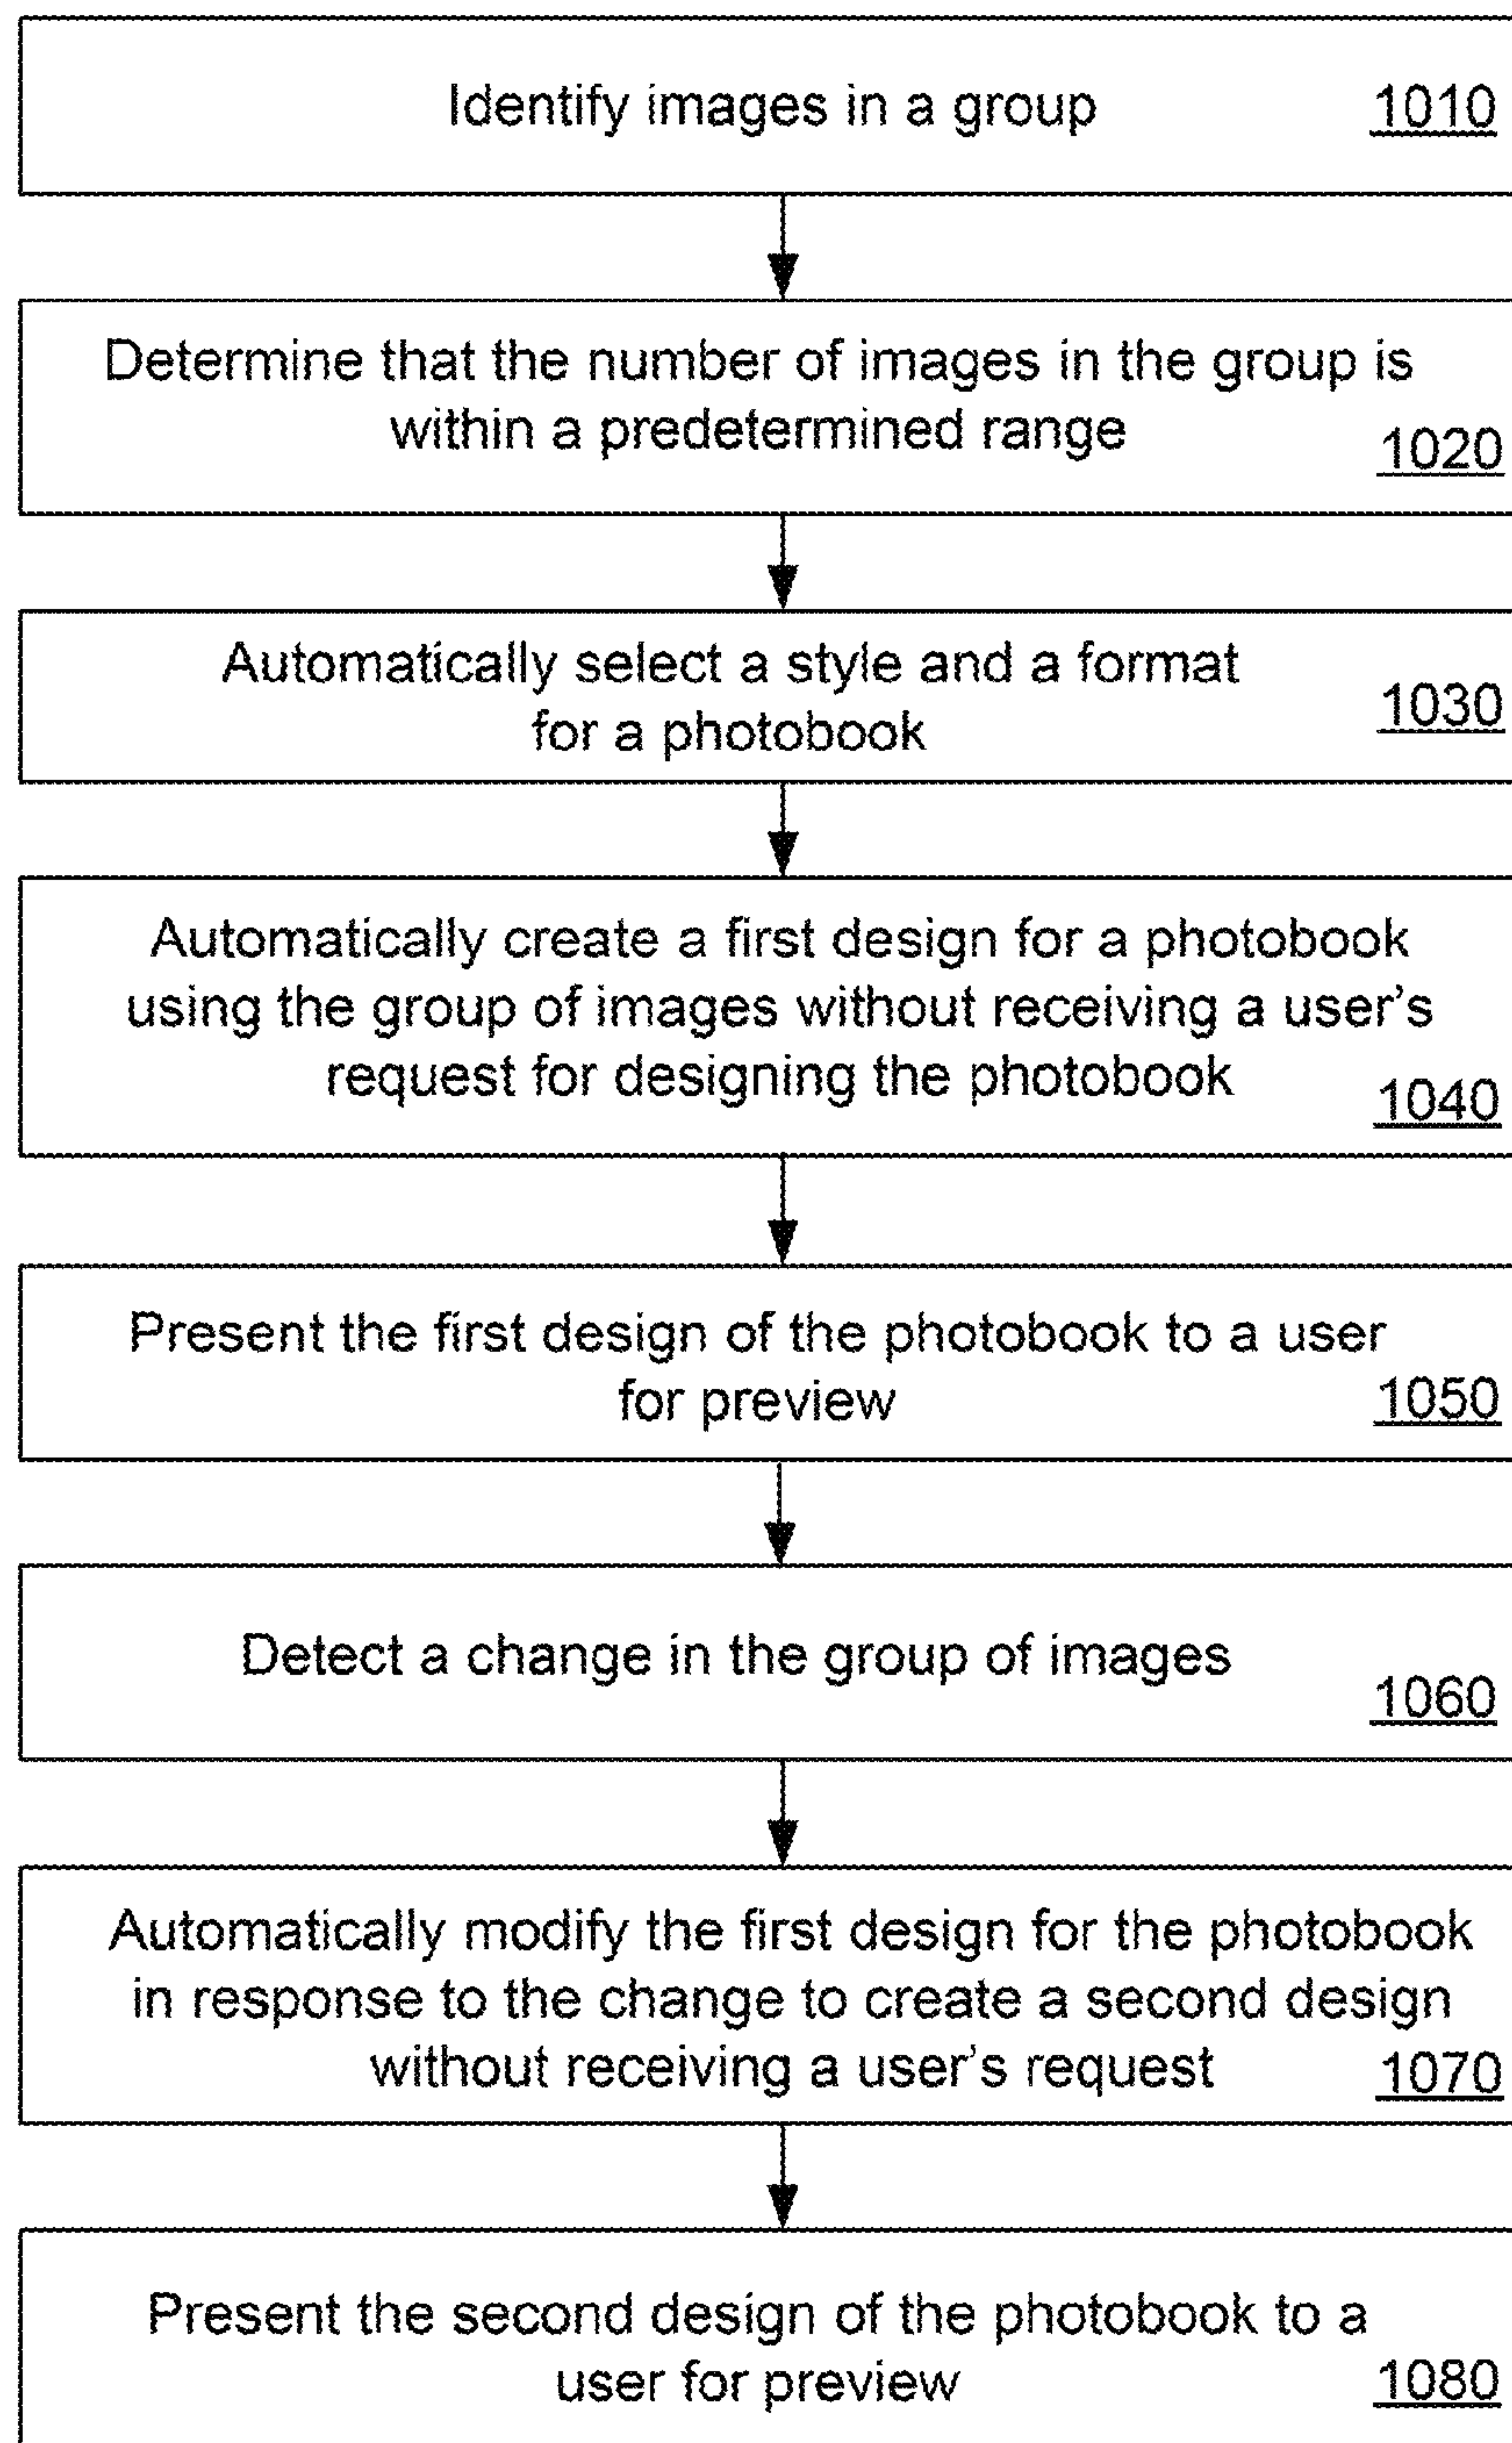 Identify images in a group 1010
Determine that the number of images in the group is
within a predetermined range
1020
Automatically select a style and a format
for a photobook
1030
Automatically create a first design for a photobook
using the group of images without receiving a user's
request for designing the photobook
1040
Present the first design of the photobook to a user
for preview 1050
Detect a change in the group of images
1060
Automatically modify the first design for the photobook
in response to the change to create a second design
without receiving a user's request 1070
Present the second design of the photobook to a
user for preview 1080